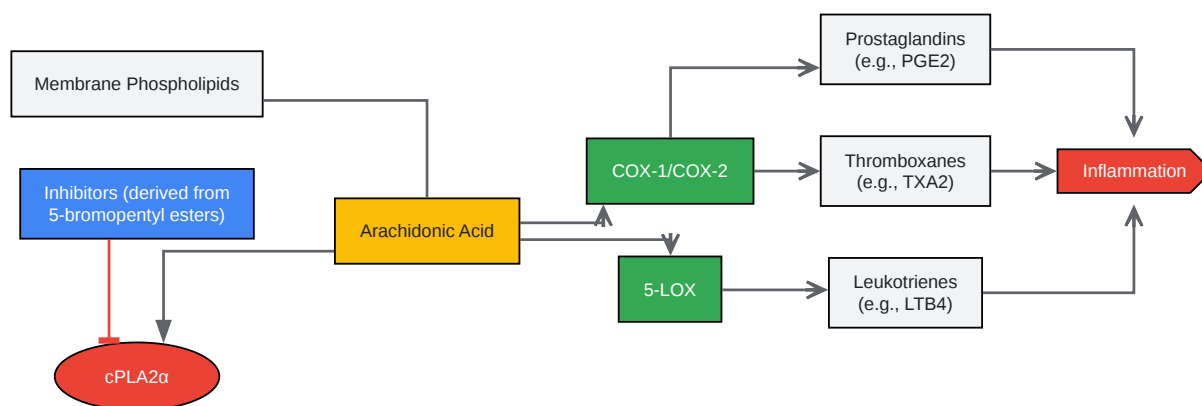 Membrane Phospholipids
Inhibitors (derived from
5-bromopentyl esters)
cPLA2α
Arachidonic Acid
COX-1/COX-2
5-LOX
Prostaglandins
(e.g., PGE2)
Thromboxanes
(e.g., TXA2)
Leukotrienes
(e.g., LTB4)
Inflammation